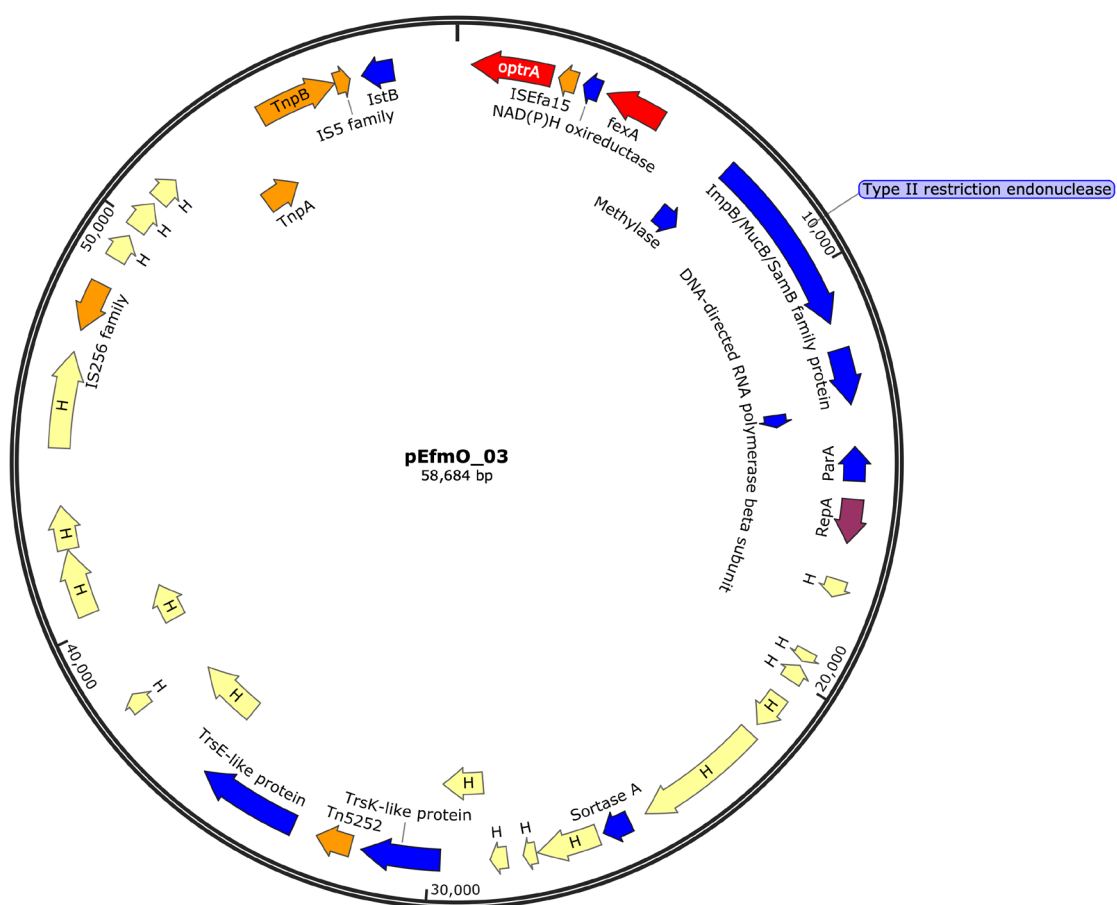 optrA
ISEfa15
NAD(P)H oxireductase
fexA
Methylase
ImpB/MucB/SamB family protein
Type II restriction endonuclease
10,000
DNA-directed RNA polymerase beta subunit
ParA
RepA
H
H
H
20,000
H
H
Sortase A
H
H
H
H
30,000
TrsK-like protein
Tn5252
TrsE-like protein
H
H
40,000
H
H
H
H
IS256 family
50,000
H
H
H
TnpA
TnpB
IS5 family
IstB
pEfmO_03
58,684 bp